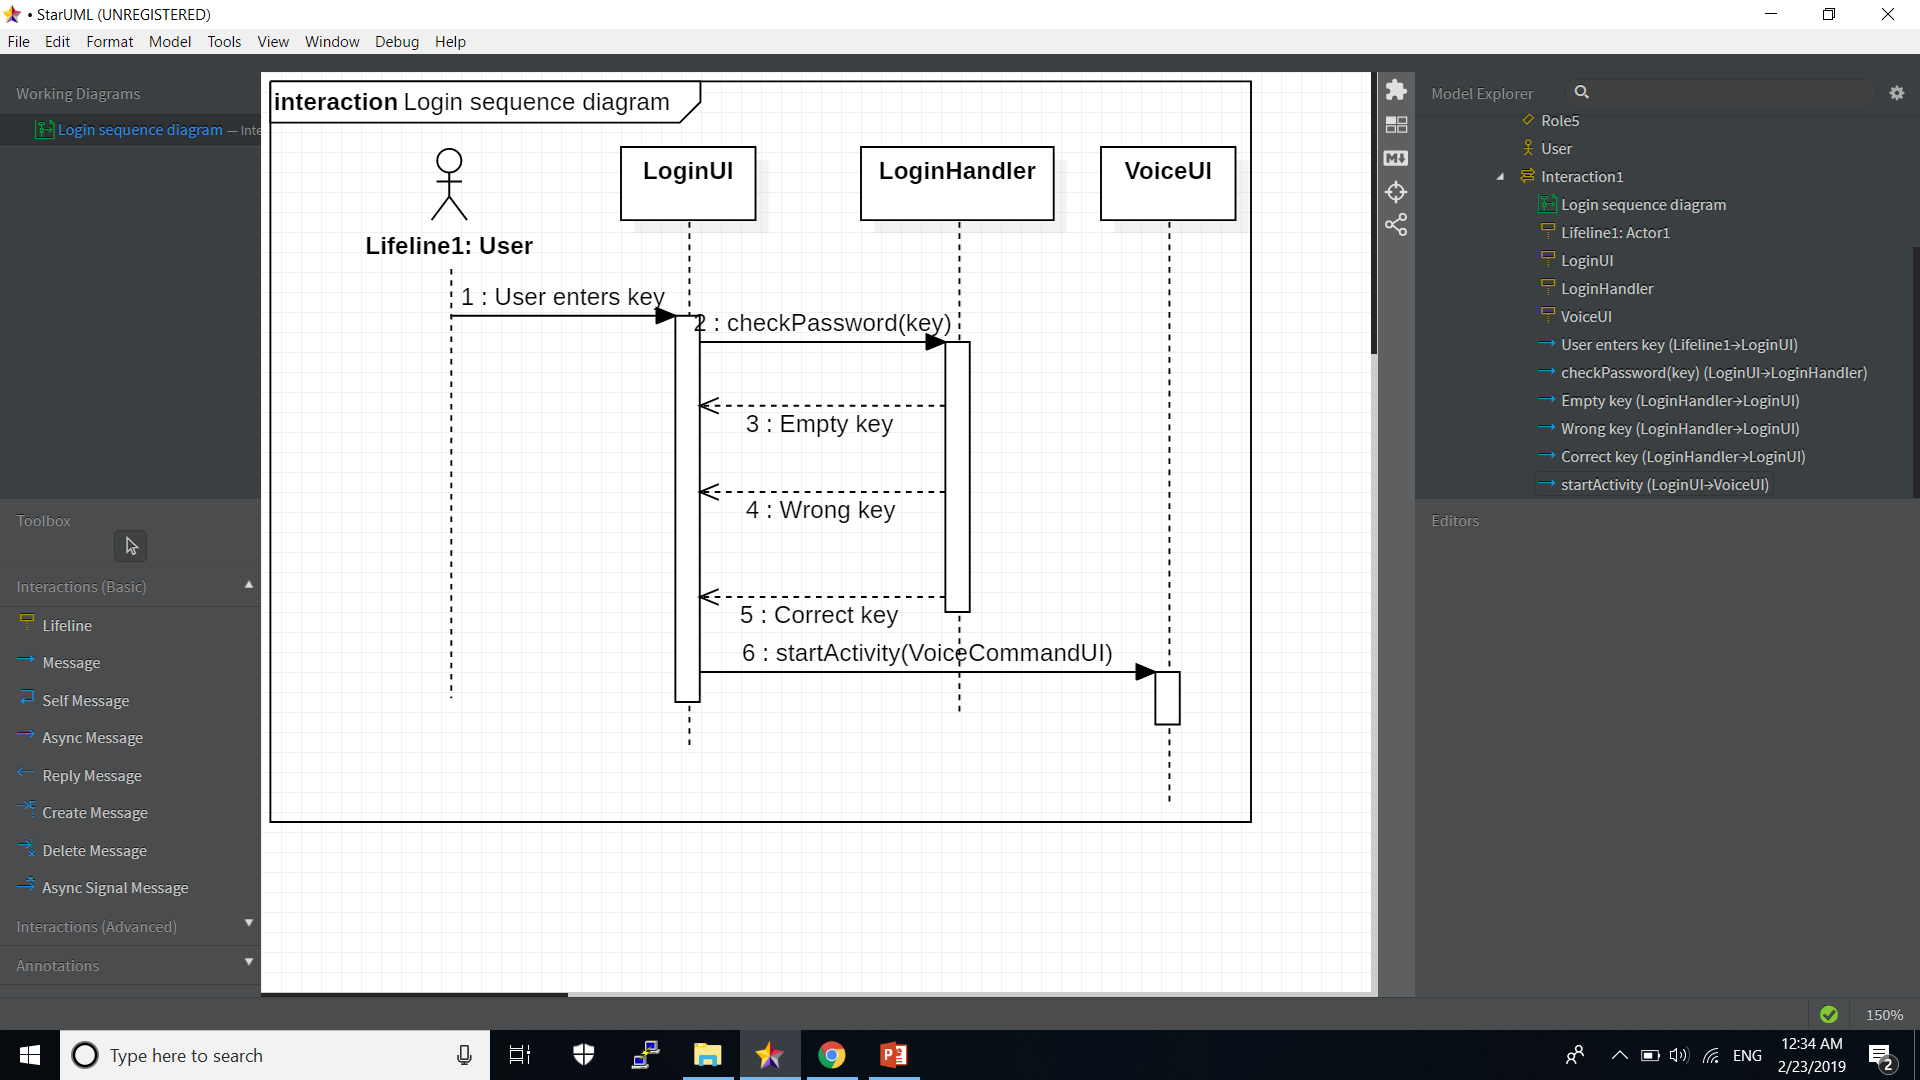 • StarUML (UNREGISTERED)
File Edit Format Model Tools View Window Debug Help
Working Diagrams
Login sequence diagram — Inte
Toolbox
Interactions (Basic)
Lifeline
Message
Self Message
Async Message
Reply Message
Create Message
Delete Message
Async Signal Message
Interactions (Advanced)
Annotations
interaction Login sequence diagram
LoginUI
LoginHandler
VoiceUI
Lifeline1: User
1 : User enters key
2 : checkPassword(key)
3 : Empty key
4 : Wrong key
5 : Correct key
6 : startActivity(VoiceCommandUI)
M
Model Explorer
Role5
User
Interaction1
Login sequence diagram
Lifeline1: Actor1
LoginUI
LoginHandler
VoiceUI
User enters key (Lifeline1→LoginUI)
checkPassword(key) (LoginUI→LoginHandler)
Empty key (LoginHandler→LoginUI)
Wrong key (LoginHandler→LoginUI)
Correct key (LoginHandler→LoginUI)
startActivity (LoginUI→VoiceUI)
Editors
150%
Type here to search
P
ENG
12:34 AM
2/23/2019
2